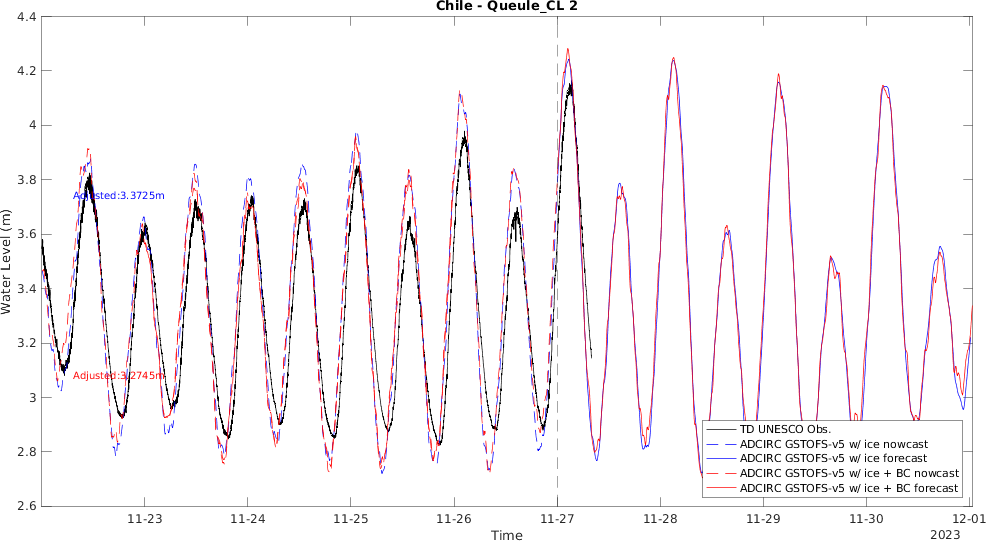 Chile - Queule_CL 2
4.4
4.2
4
3.8
3.6
3.4
3.2
3
2.8
2.6
Water Level (m)
Adjusted:3.3725m
Adjusted:3.2745m
TD UNESCO Obs.
ADCIRC GSTOFS-v5 w/ ice nowcast
ADCIRC GSTOFS-v5 w/ ice forecast
ADCIRC GSTOFS-v5 w/ ice + BC nowcast
ADCIRC GSTOFS-v5 w/ ice + BC forecast
11-23 11-24 11-25 11-26 11-27 11-28 11-29 11-30 12-01
Time
2023